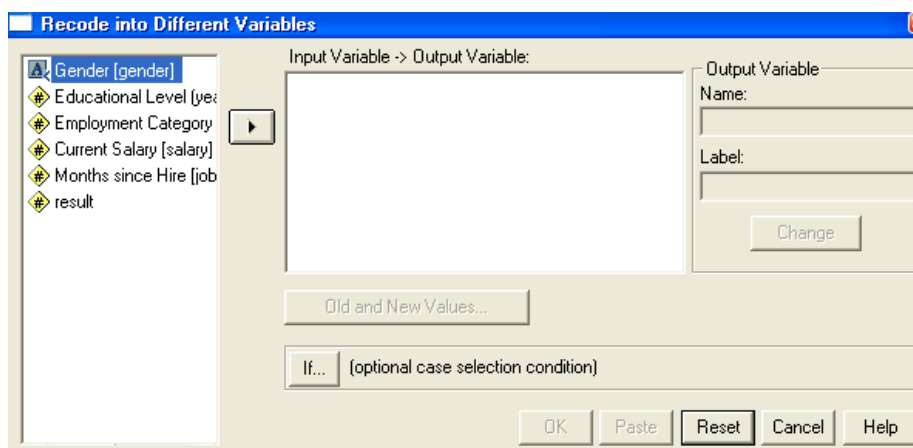 Recode into Different Variables
Gender [gender]
Educational Level (yea
Employment Category
Current Salary [salary]
Months since Hire [job
result
Input Variable -> Output Variable:
Output Variable
Name:
Label:
Change
Old and New Values...
If... (optional case selection condition)
OK Paste Reset Cancel Help